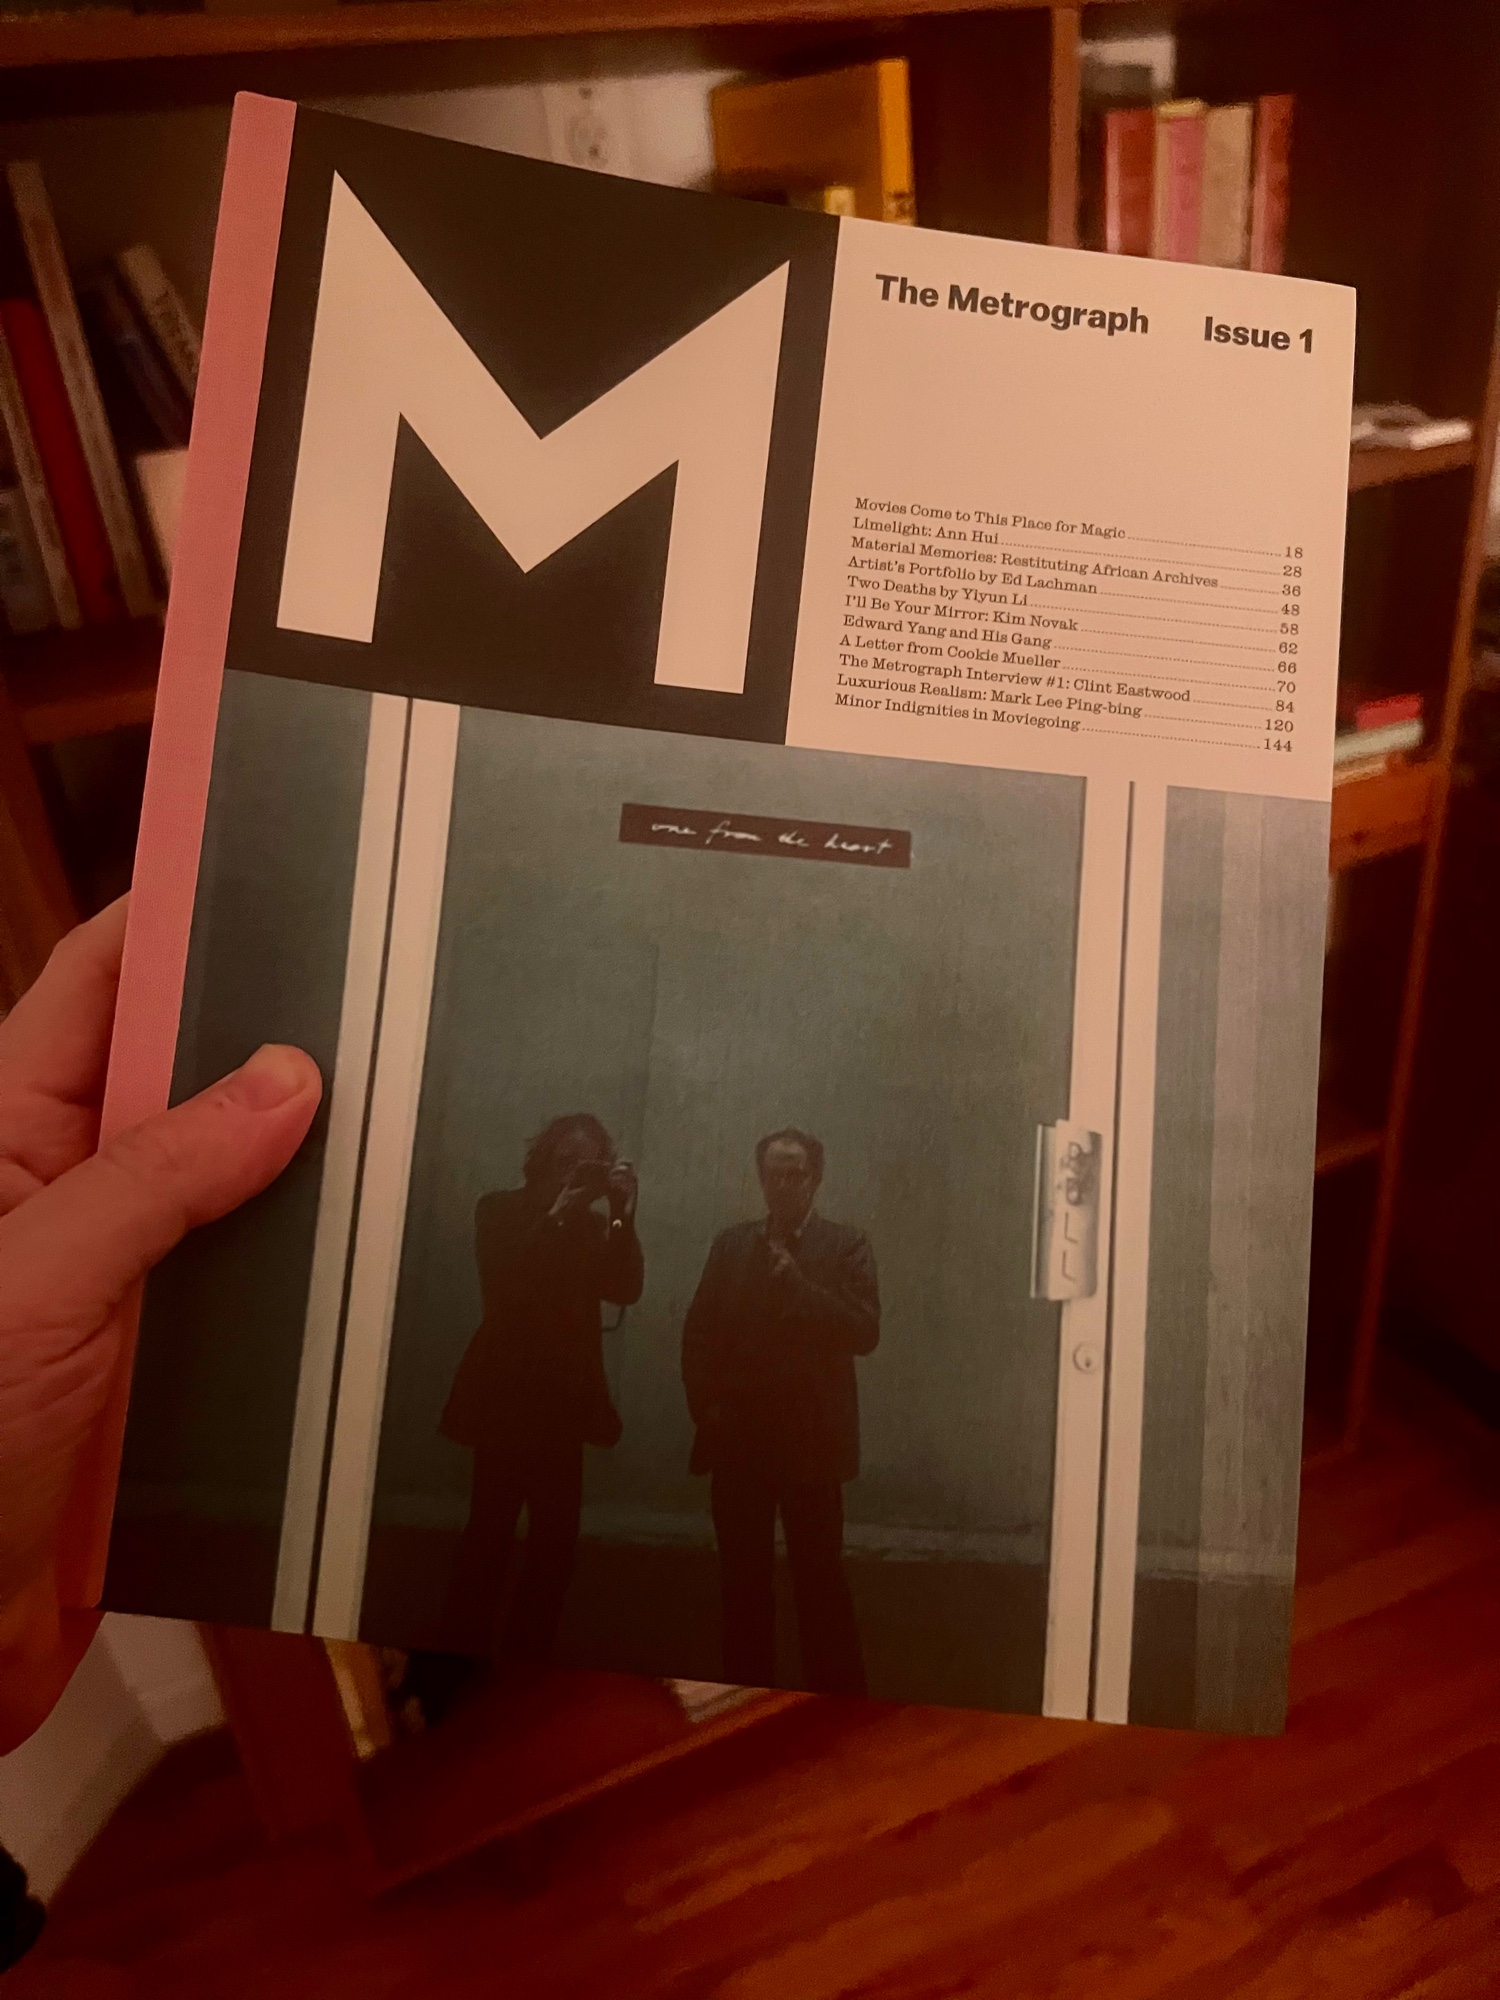 M
The Metrograph Issue 1
Movies Come to This Place for Magic 18
Limelight: Ann Hui 28
Material Memories: Restituting African Archives 36
Artist's Portfolio by Ed Lachman 48
Two Deaths by Yiyun Li 58
I'll Be Your Mirror: Kim Novak 62
Edward Yang and His Gang 66
A Letter from Cookie Mueller 70
The Metrograph Interview #1: Clint Eastwood 84
Luxurious Realism: Mark Lee Ping-bing 120
Minor Indignities in Moviegoing 144
one from the heart